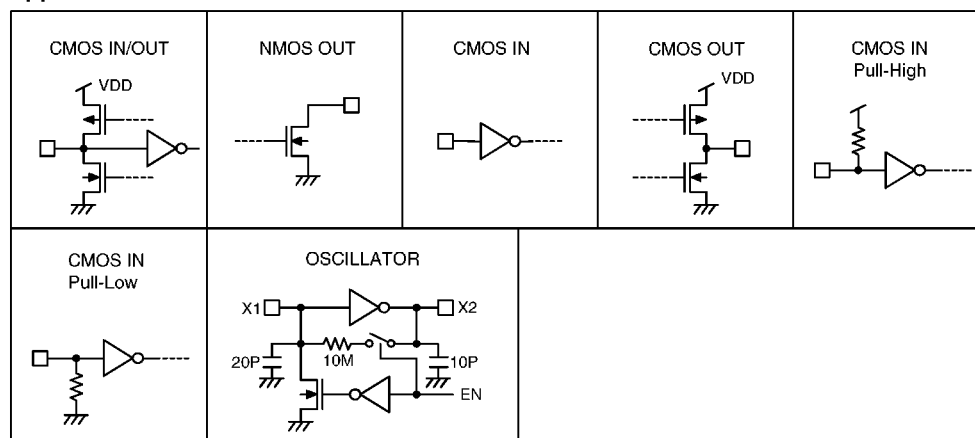 CMOS IN/OUT
VDD
NMOS OUT
CMOS IN
CMOS OUT
VDD
CMOS IN
Pull-High
CMOS IN
Pull-Low
OSCILLATOR
X1
X2
20P
10M
10P
EN